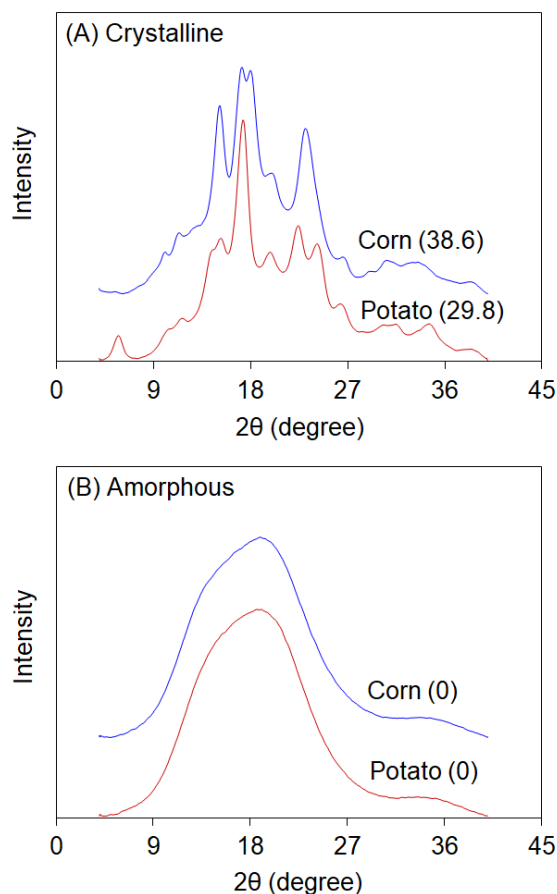 (A) Crystalline
Intensity
Corn (38.6)
Potato (29.8)
0 9 18 27 36 45
2θ (degree)
(B) Amorphous
Intensity
Corn (0)
Potato (0)
0 9 18 27 36 45
2θ (degree)